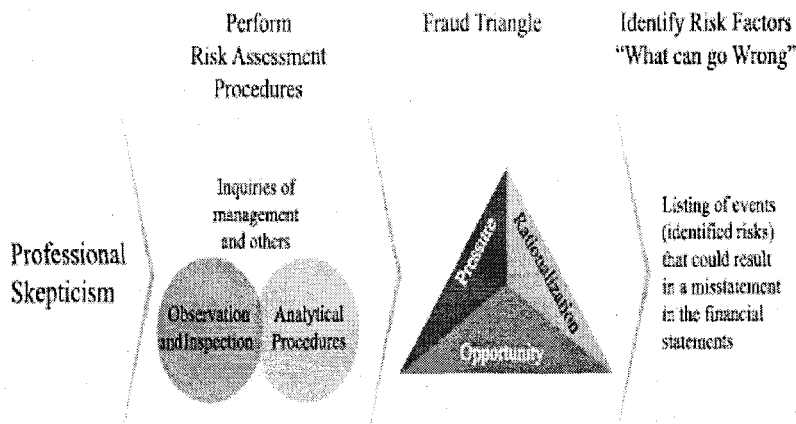 Perform
Risk Assessment
Procedures
Fraud Triangle
Identify Risk Factors
“What can go Wrong”
Professional
Skepticism
Inquiries of
management
and others
Observation
and Inspection
Analytical
Procedures
Pressure
Rationalization
Opportunity
Listing of events
(identified risks)
that could result
in a misstatement
in the financial
statements